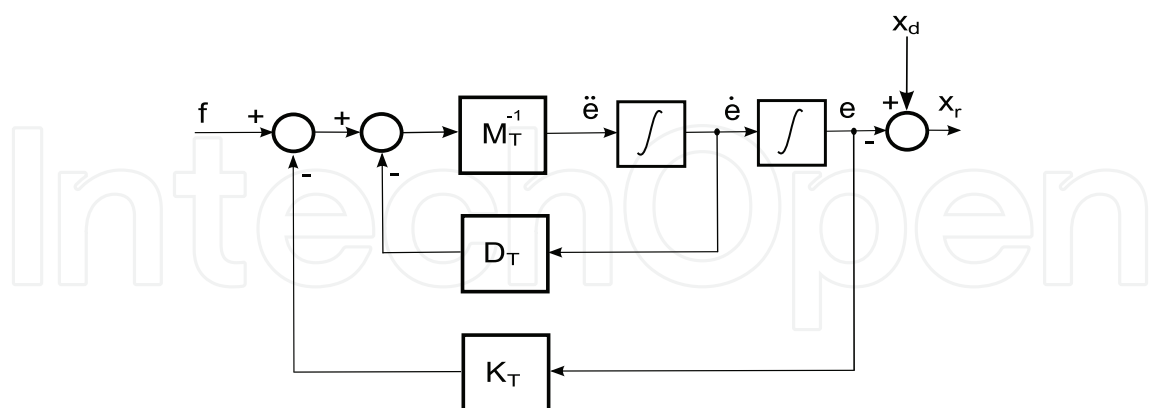 x_d
f + + M_T^-1 ë ∫ ė ∫ e + x_r
- - -
D_T
K_T
IntechOpen